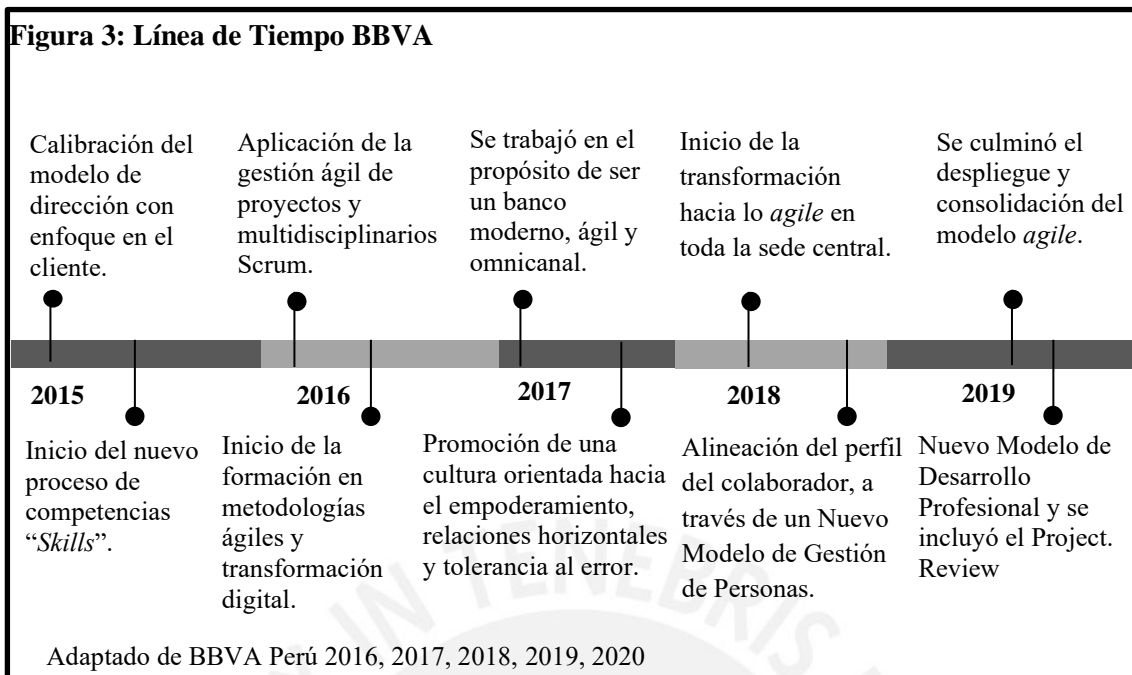 Figura 3: Línea de Tiempo BBVA
Calibración del
modelo de
dirección con
enfoque en el
cliente.
Aplicación de la
gestión ágil de
proyectos y
multidisciplinarios
Scrum.
Se trabajó en el
propósito de ser
un banco
moderno, ágil y
omnicanal.
Inicio de la
transformación
hacia lo agile en
toda la sede central.
Se culminó el
despliegue y
consolidación del
modelo agile.
2015
2016
2017
2018
2019
Inicio del nuevo
proceso de
competencias
“Skills”.
Inicio de la
formación en
metodologías
ágiles y
transformación
digital.
Promoción de una
cultura orientada hacia
el empoderamiento,
relaciones horizontales
y tolerancia al error.
Alineación del perfil
del colaborador, a
través de un Nuevo
Modelo de Gestión
de Personas.
Nuevo Modelo de
Desarrollo
Profesional y se
incluyó el Project.
Review
IN TENEBRIS
Adaptado de BBVA Perú 2016, 2017, 2018, 2019, 2020